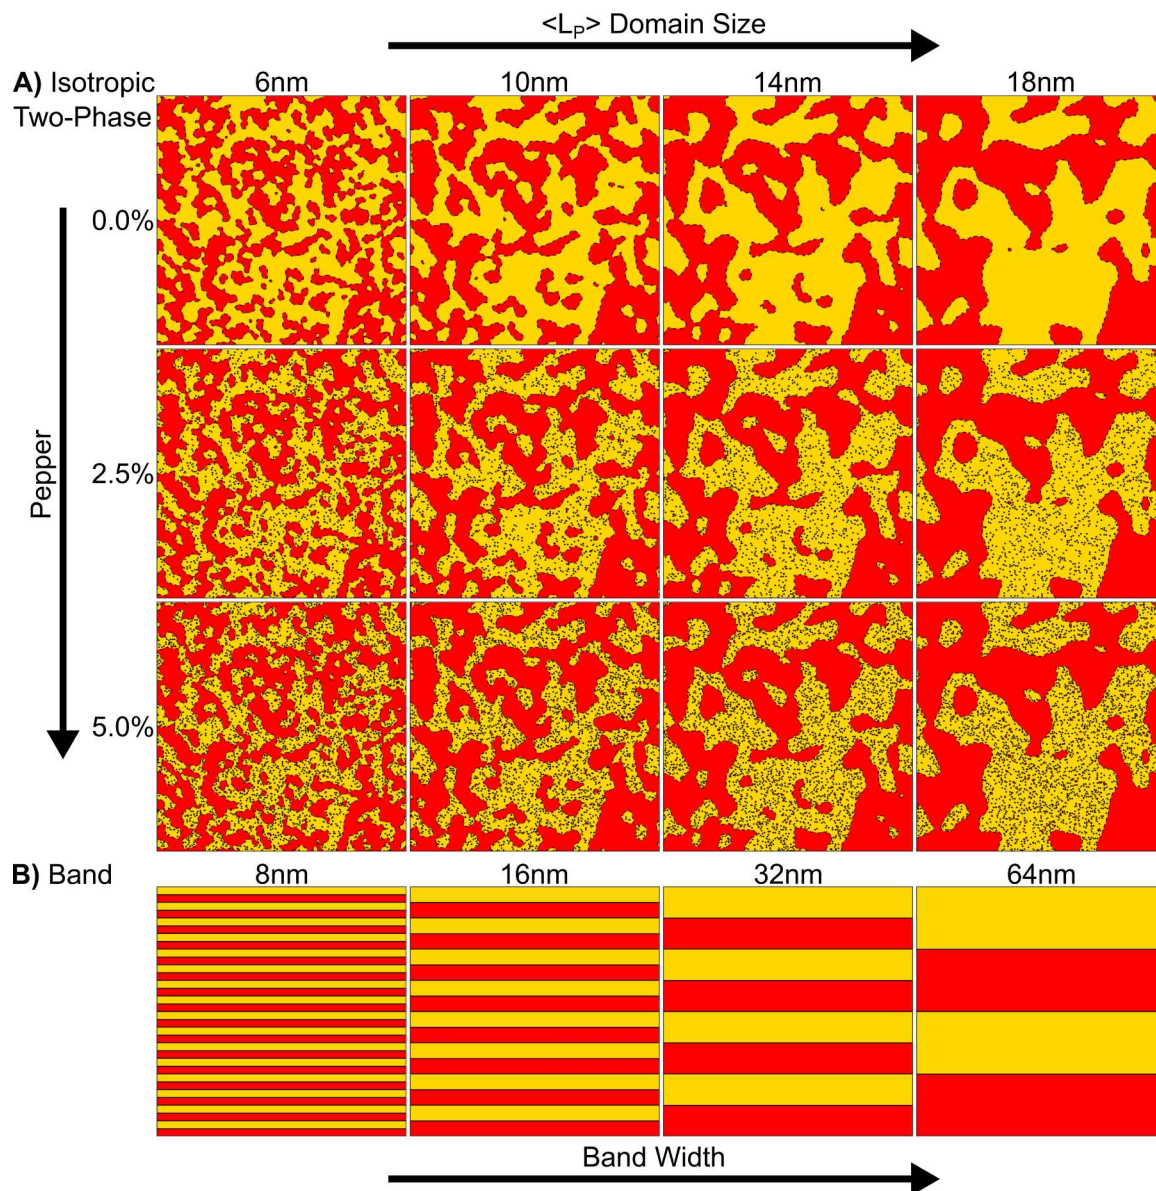 <L_P> Domain Size
A) Isotropic
Two-Phase
6nm 10nm 14nm 18nm
0.0%
Pepper
2.5%
5.0%
B) Band 8nm 16nm 32nm 64nm
Band Width